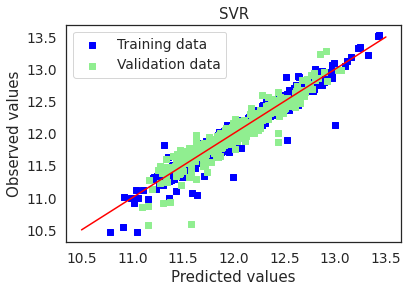 SVR
Training data
Validation data
Observed values
13.5
13.0
12.5
12.0
11.5
11.0
10.5
10.5 11.0 11.5 12.0 12.5 13.0 13.5
Predicted values